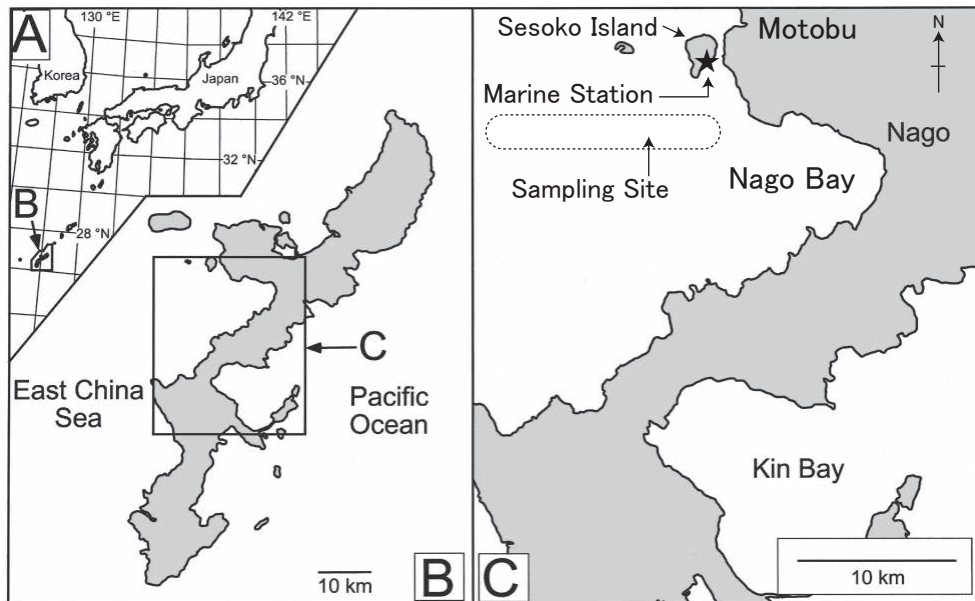 A
130 °E
142 °E
Korea
Japan
36 °N
32 °N
28 °N
B
C
East China
Sea
Pacific
Ocean
10 km
B
Sesoko Island
Motobu
N
Marine Station
Nago
Sampling Site
Nago Bay
Kin Bay
C
10 km